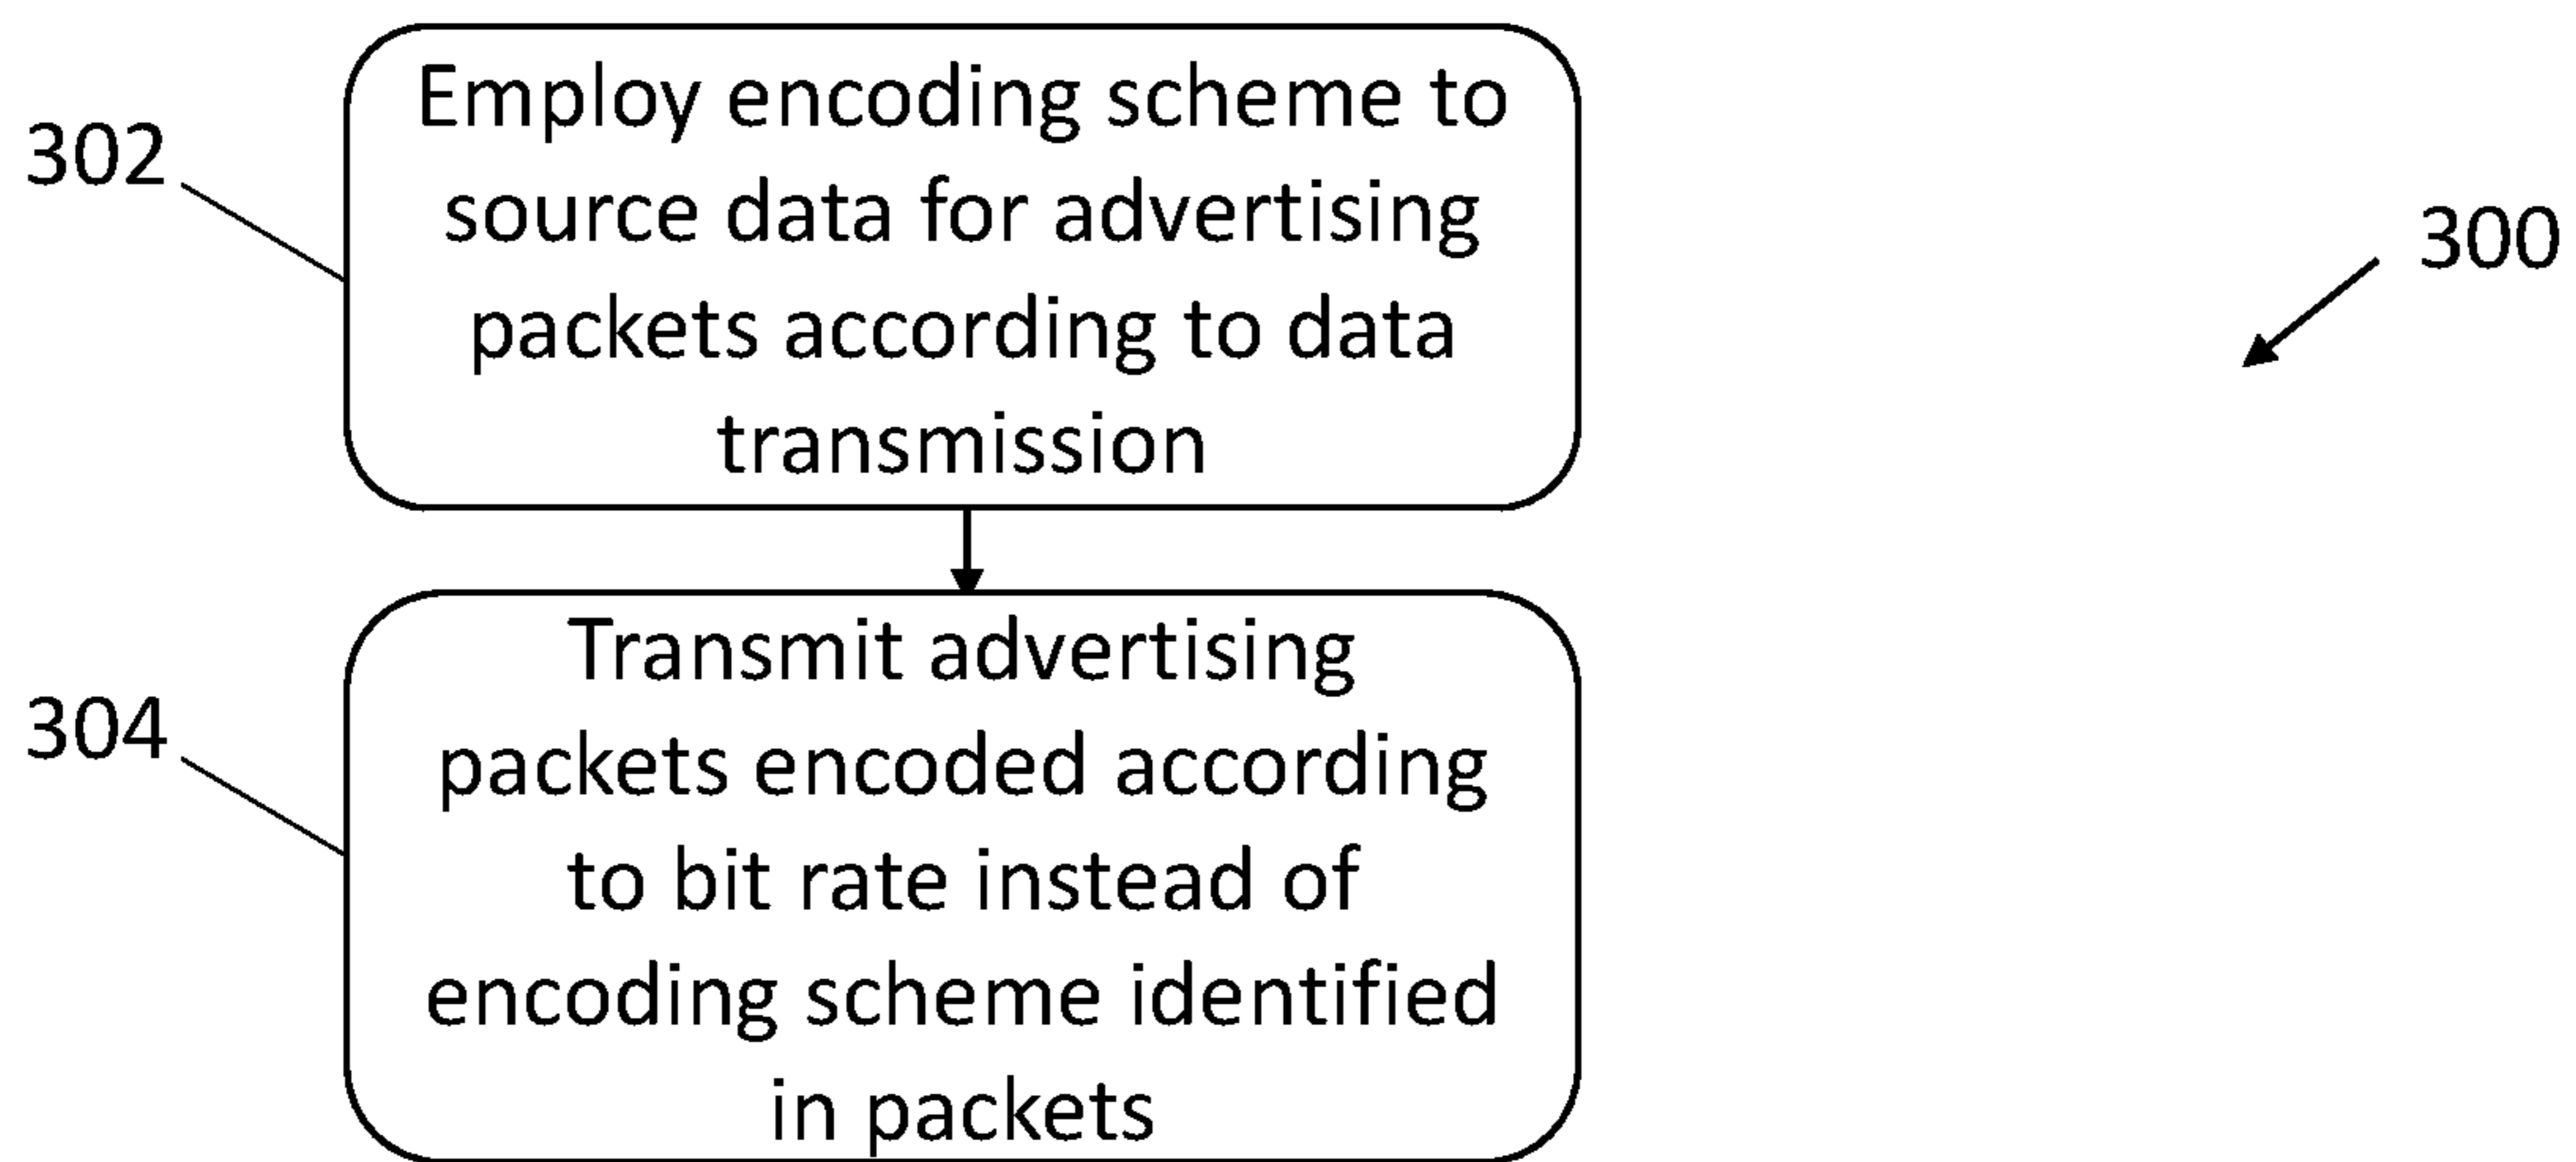 302
Employ encoding scheme to
source data for advertising
packets according to data
transmission
300
304
Transmit advertising
packets encoded according
to bit rate instead of
encoding scheme identified
in packets